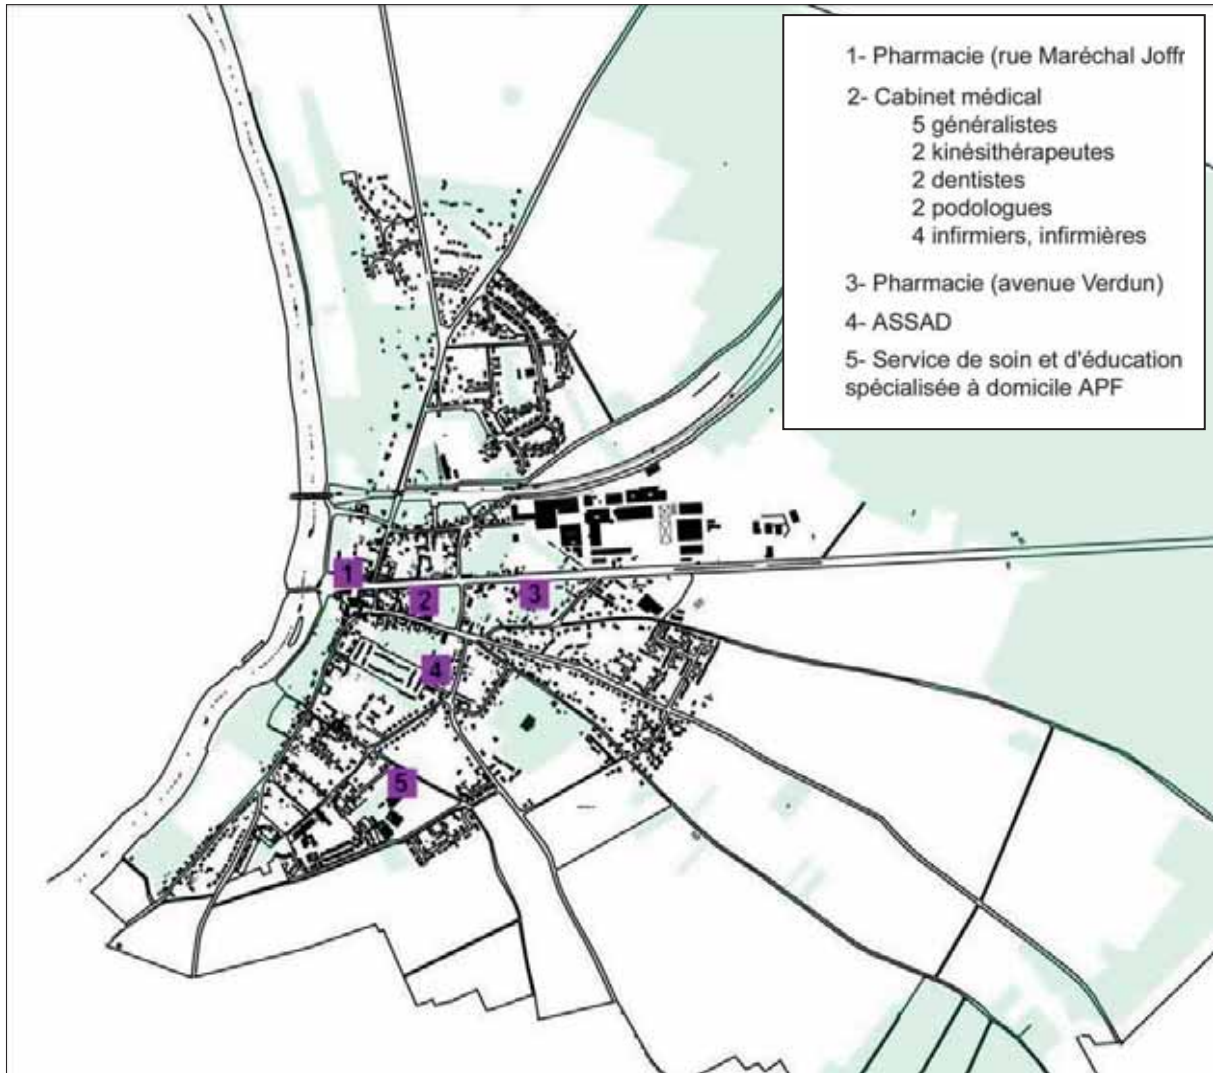 1- Pharmacie (rue Maréchal Joffr
2- Cabinet médical
5 généralistes
2 kinésithérapeutes
2 dentistes
2 podologues
4 infirmiers, infirmières
3- Pharmacie (avenue Verdun)
4- ASSAD
5- Service de soin et d'éducation
spécialisée à domicile APF
1
2
3
4
5